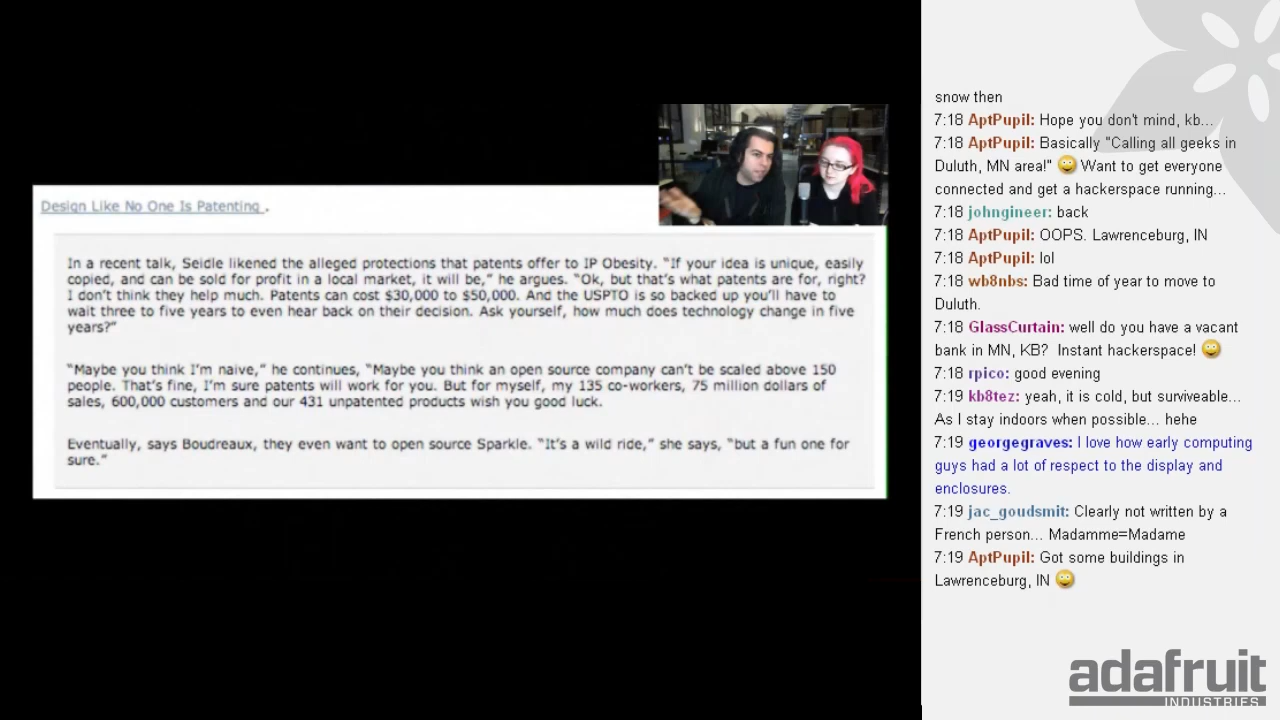 Design Like No One Is Patenting .
In a recent talk, Seidle likened the alleged protections that patents offer to IP Obesity. “If your idea is unique, easily
copied, and can be sold for profit in a local market, it will be,” he argues. “Ok, but that’s what patents are for, right?
I don’t think they help much. Patents can cost $30,000 to $50,000. And the USPTO is so backed up you’ll have to
wait three to five years to even hear back on their decision. Ask yourself, how much does technology change in five
years?”
“Maybe you think I’m naive,” he continues, “Maybe you think an open source company can’t be scaled above 150
people. That’s fine, I’m sure patents will work for you. But for myself, my 135 co-workers, 75 million dollars of
sales, 600,000 customers and our 431 unpatented products wish you good luck.
Eventually, says Boudreaux, they even want to open source Sparkle. “It’s a wild ride,” she says, “but a fun one for
sure.”
snow then
7:18 AptPupil: Hope you don't mind, kb...
7:18 AptPupil: Basically "Calling all geeks in
Duluth, MN area!" Want to get everyone
connected and get a hackerspace running...
7:18 johngineer: back
7:18 AptPupil: OOPS. Lawrenceburg, IN
7:18 AptPupil: lol
7:18 wb8nbs: Bad time of year to move to
Duluth.
7:18 GlassCurtain: well do you have a vacant
bank in MN, KB? Instant hackerspace!
7:18 rpico: good evening
7:19 kb8tez: yeah, it is cold, but surviveable...
As I stay indoors when possible... hehe
7:19 georgegraves: I love how early computing
guys had a lot of respect to the display and
enclosures.
7:19 jac_goudsmit: Clearly not written by a
French person... Madamme=Madame
7:19 AptPupil: Got some buildings in
Lawrenceburg, IN
adafruit
INDUSTRIES